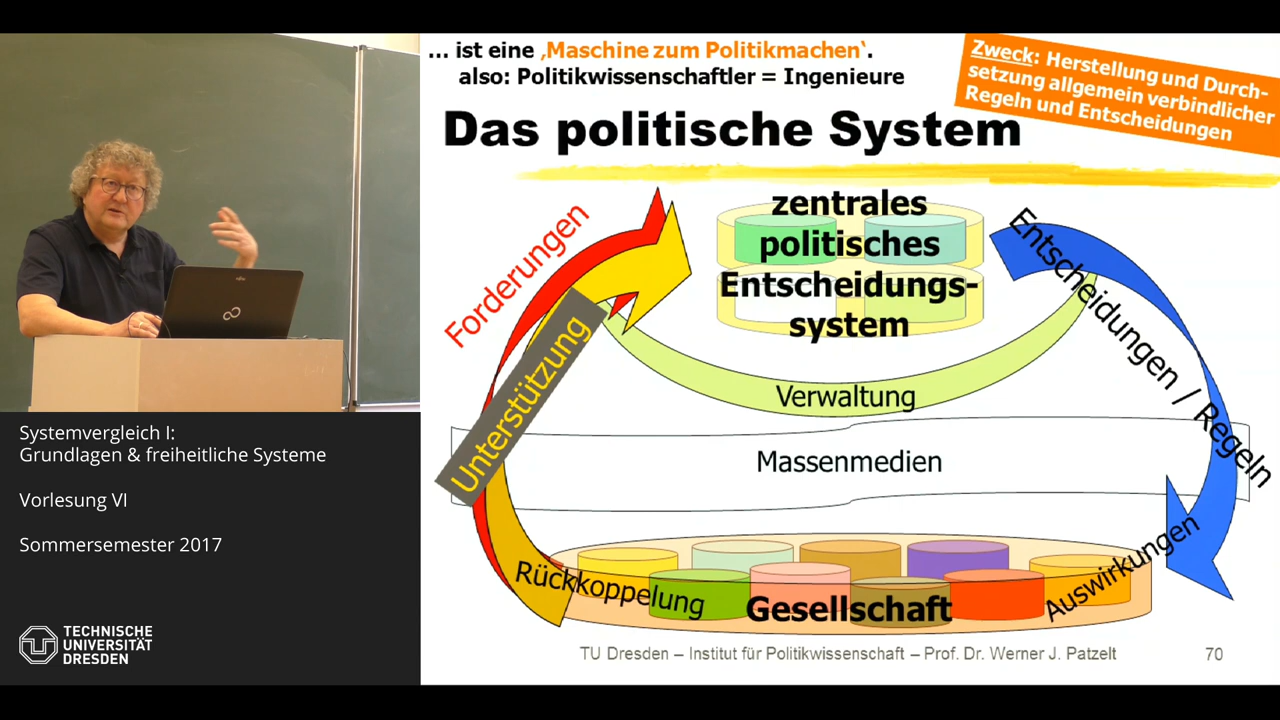 … ist eine ‚Maschine zum Politikmachen‘.
also: Politikwissenschaftler = Ingenieure
Zweck: Herstellung und Durch-
setzung allgemein verbindlicher
Regeln und Entscheidungen
Das politische System
zentrales
politisches
Entscheidungs-
system
Forderungen
Unterstützung
Entscheidungen / Regeln
Verwaltung
Massenmedien
Rückkoppelung
Gesellschaft
Auswirkungen
TU Dresden – Institut für Politikwissenschaft – Prof. Dr. Werner J. Patzelt
70
Systemvergleich I:
Grundlagen & freiheitliche Systeme
Vorlesung VI
Sommersemester 2017
TECHNISCHE
UNIVERSITÄT
DRESDEN